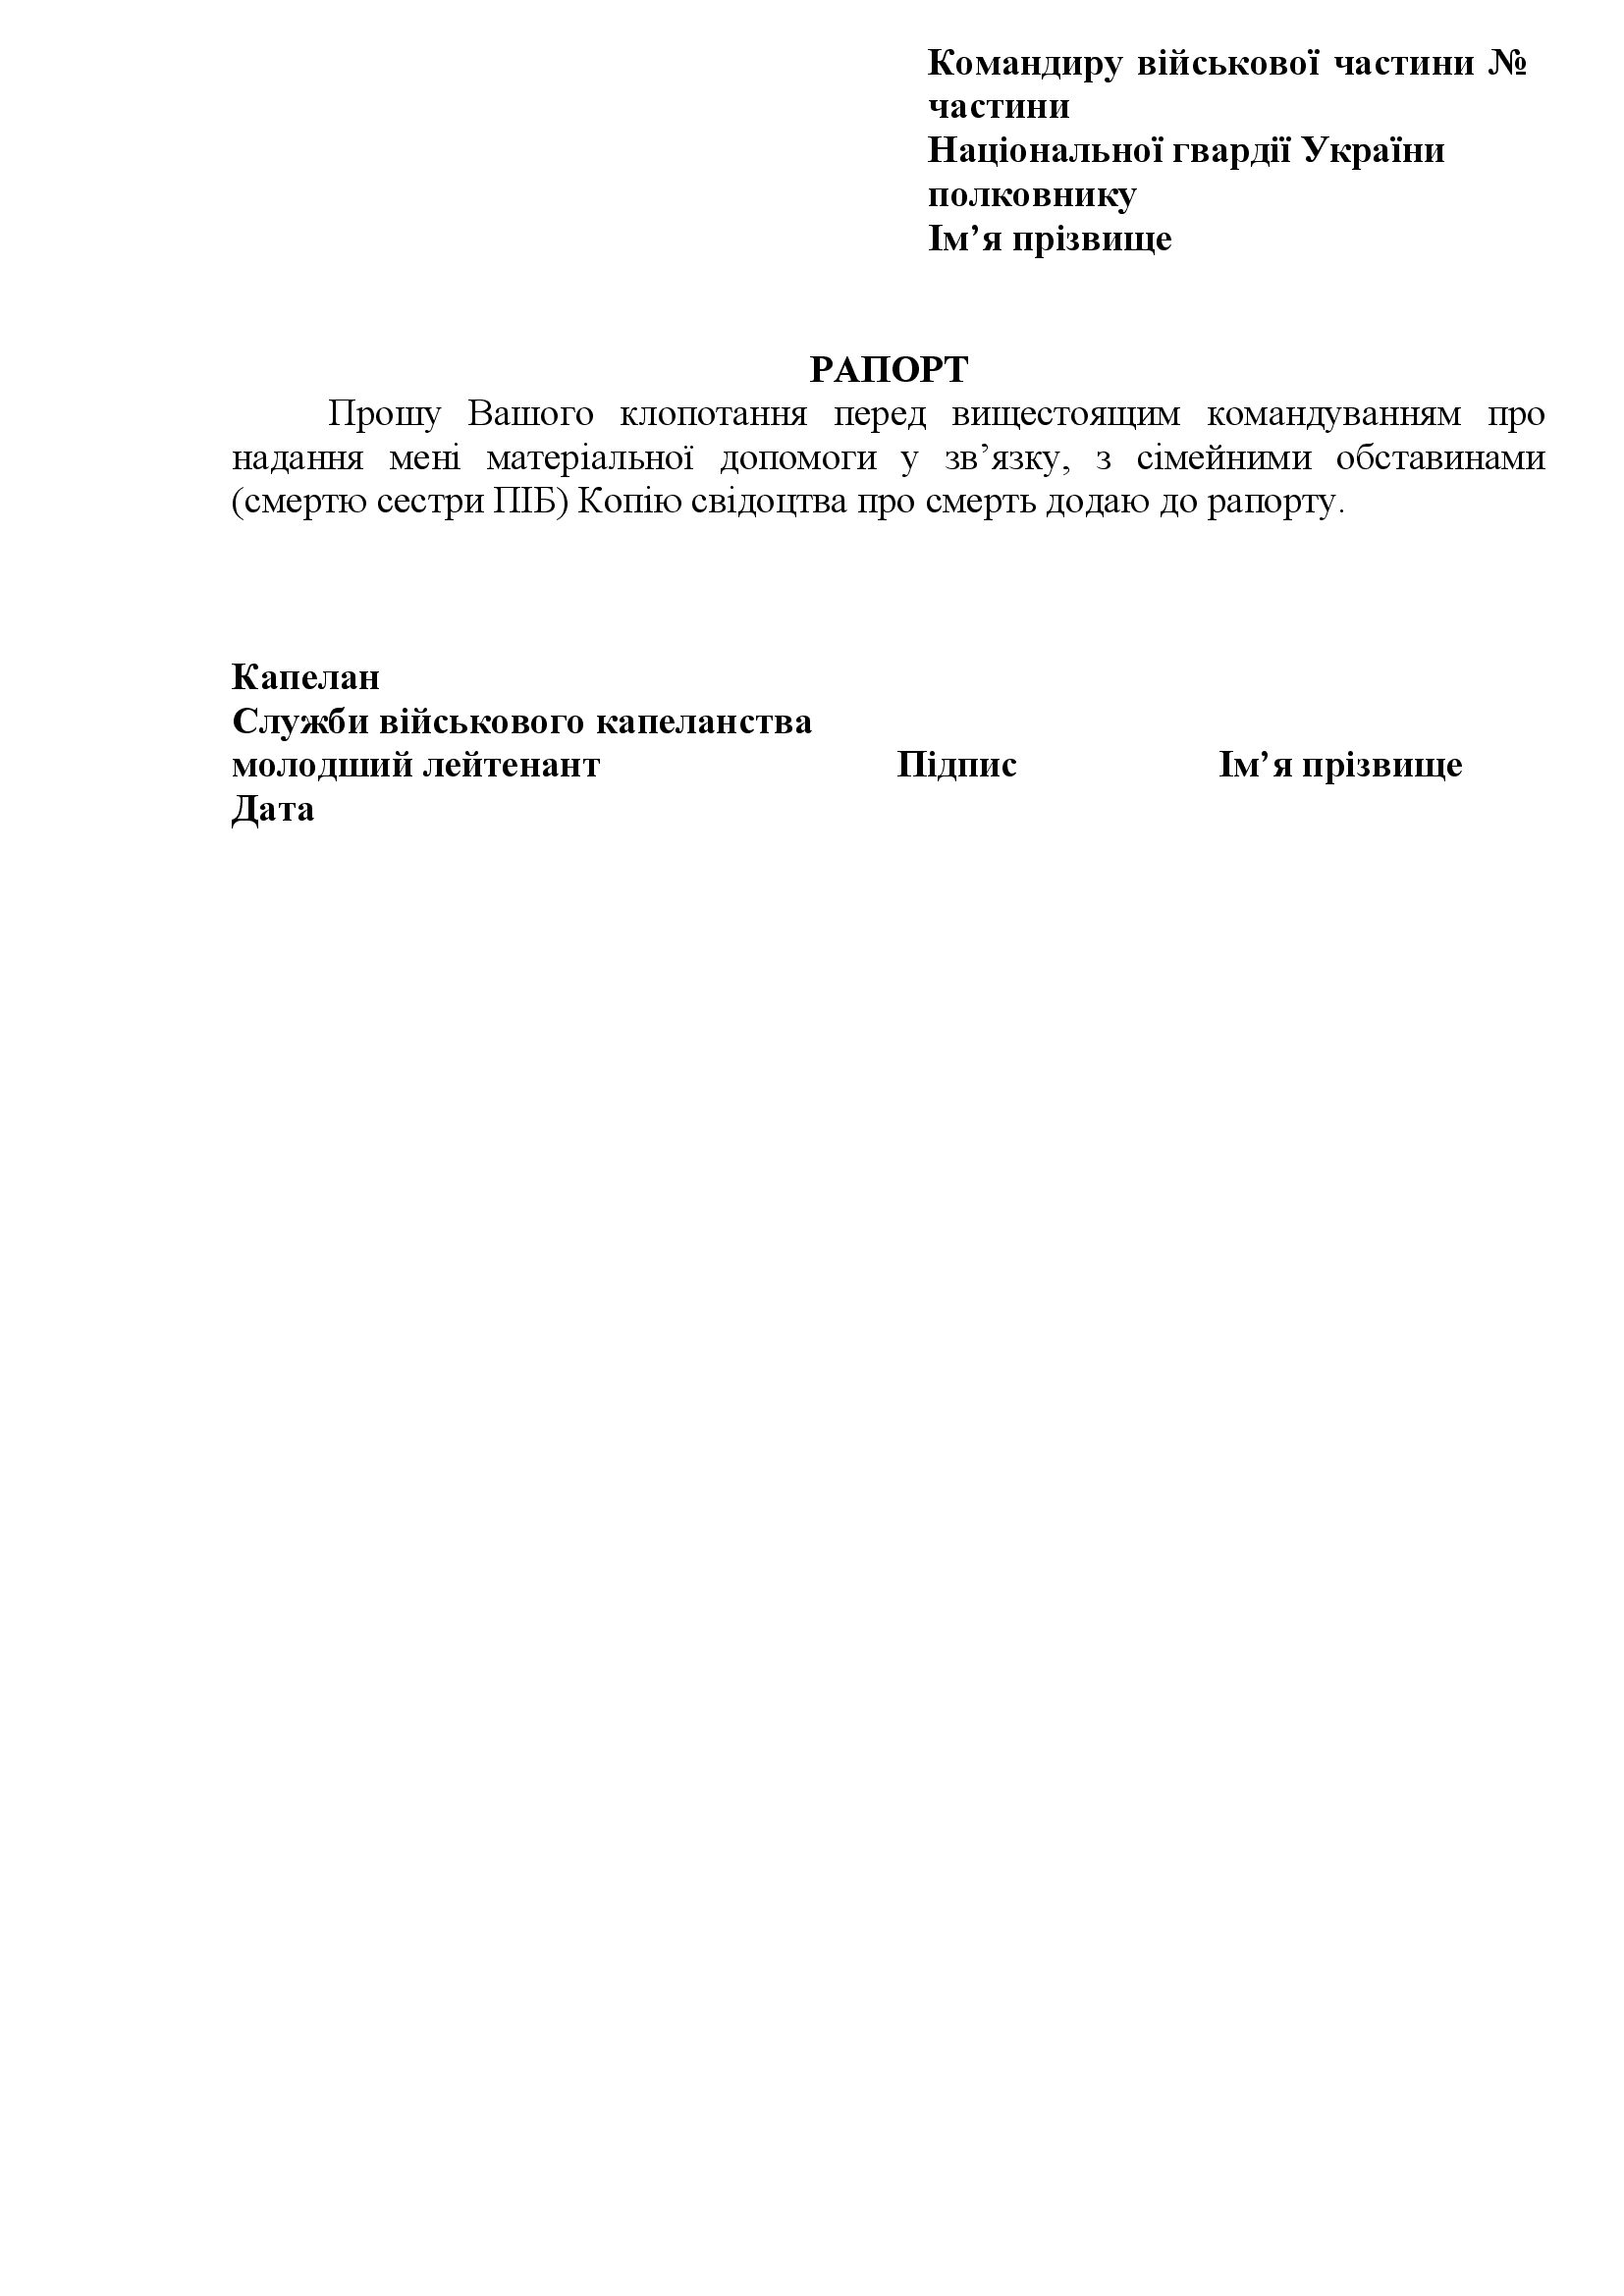 Командиру військової частини №
частини
Національної гвардії України
полковнику
Ім’я прізвище
РАПОРТ
Прошу Вашого клопотання перед вищестоящим командуванням про
надання мені матеріальної допомоги у зв’язку, з сімейними обставинами
(смертю сестри ПІБ) Копію свідоцтва про смерть додаю до рапорту.
Капелан
Служби військового капеланства
молодший лейтенант Підпис Ім’я прізвище
Дата